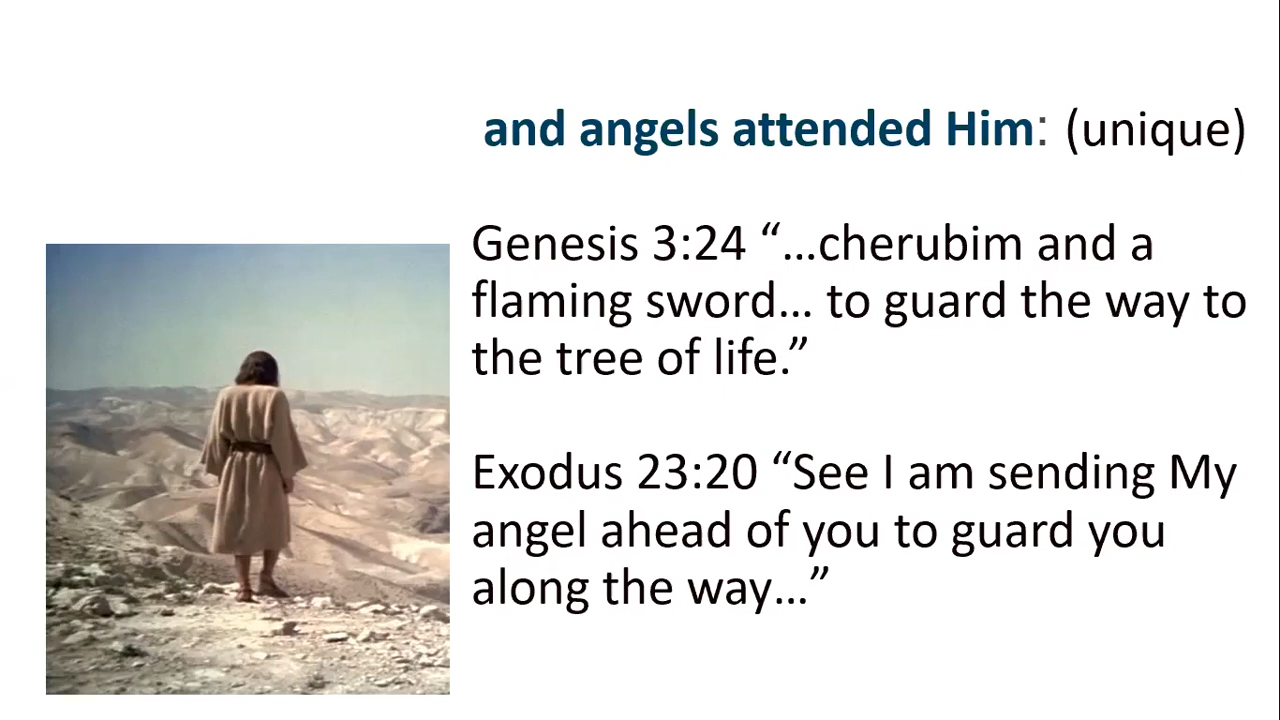 and angels attended Him: (unique)
Genesis 3:24 “…cherubim and a
flaming sword… to guard the way to
the tree of life.”
Exodus 23:20 “See I am sending My
angel ahead of you to guard you
along the way…”